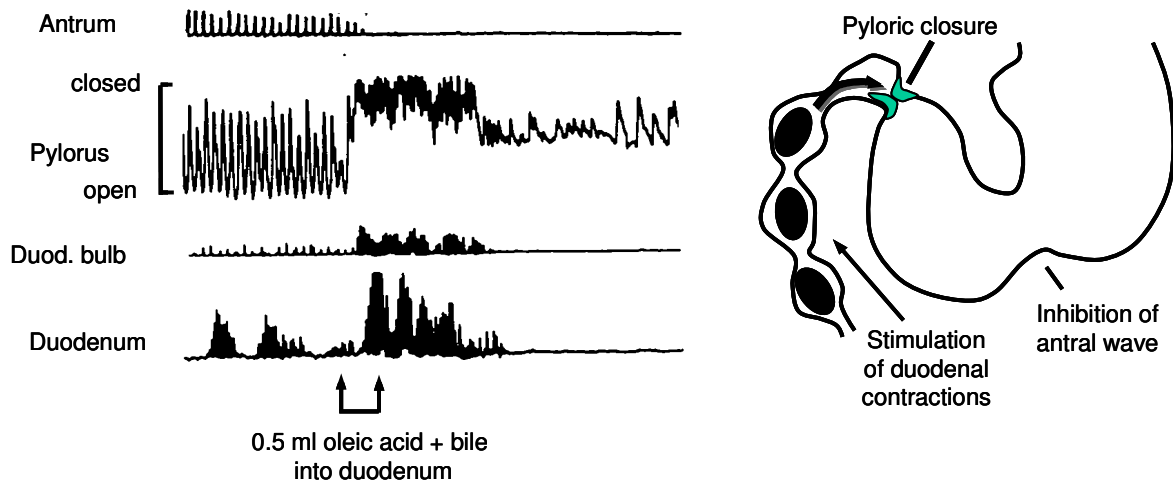 Antrum
closed
Pylorus
open
Duod. bulb
Duodenum
0.5 ml oleic acid + bile
into duodenum
Pyloric closure
Stimulation
of duodenal
contractions
Inhibition of
antral wave